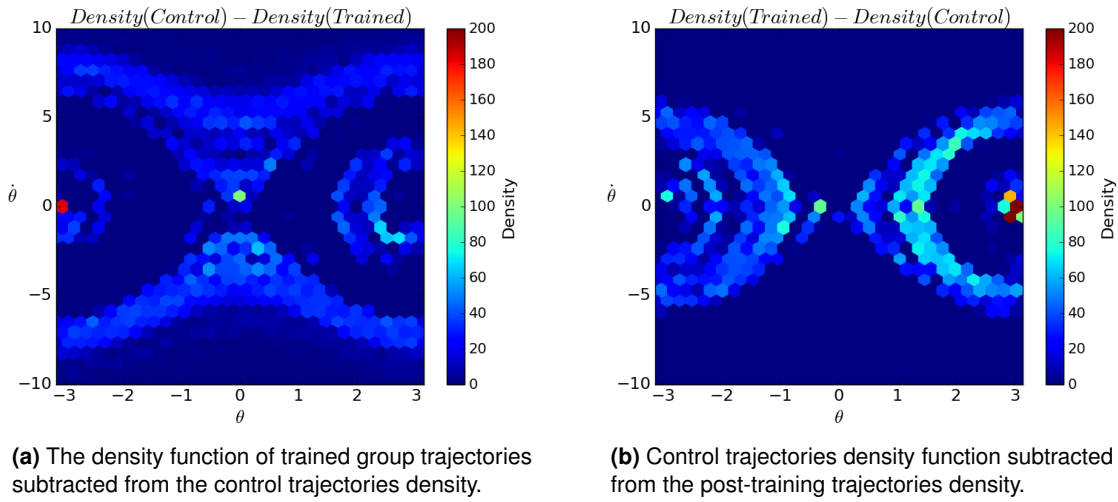 Density(Control) − Density(Trained)
10
5
0
−5
−10
θ̇
−3 −2 −1 0 1 2 3
θ
200
180
160
140
120
100
80
60
40
20
0
Density
(a) The density function of trained group trajectories
subtracted from the control trajectories density.
Density(Trained) − Density(Control)
10
5
0
−5
−10
θ̇
−3 −2 −1 0 1 2 3
θ
200
180
160
140
120
100
80
60
40
20
0
Density
(b) Control trajectories density function subtracted
from the post-training trajectories density.